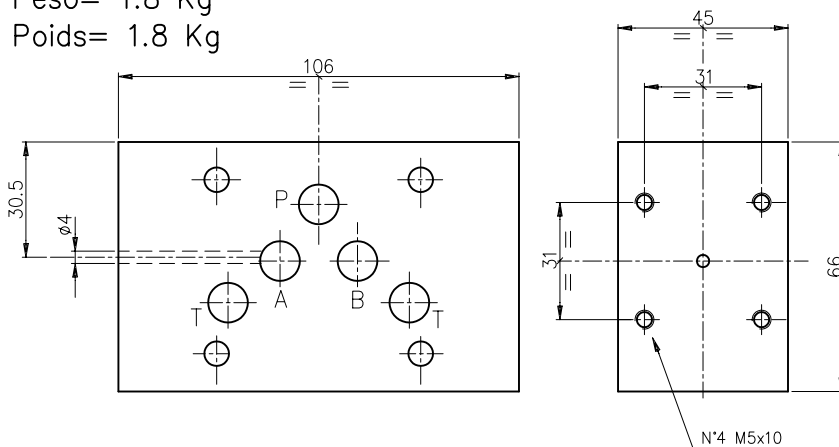 Peso= 1.8 Kg
Poids= 1.8 Kg
106
45
31
30.5
ø4
P
A
B
T
T
31
66
N°4 M5x10